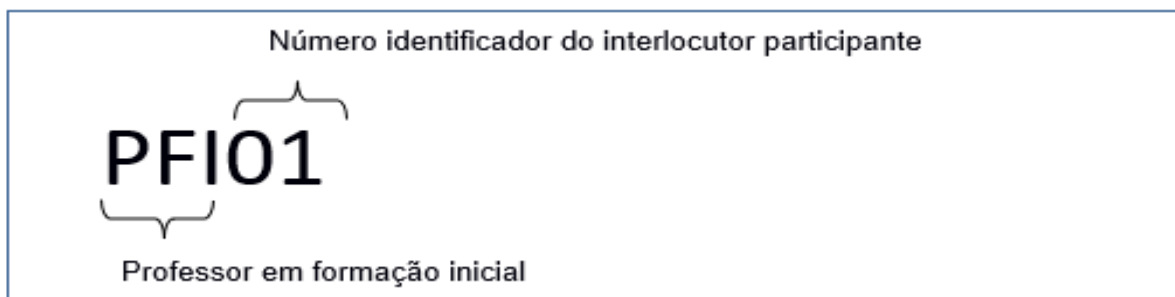 Número identificador do interlocutor participante
PFI01
Professor em formação inicial